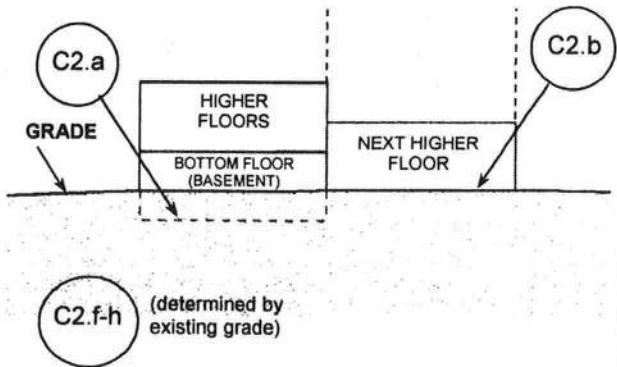 C2.a
C2.b
HIGHER
FLOORS
GRADE
NEXT HIGHER
FLOOR
BOTTOM FLOOR
(BASEMENT)
C2.f-h
(determined by
existing grade)